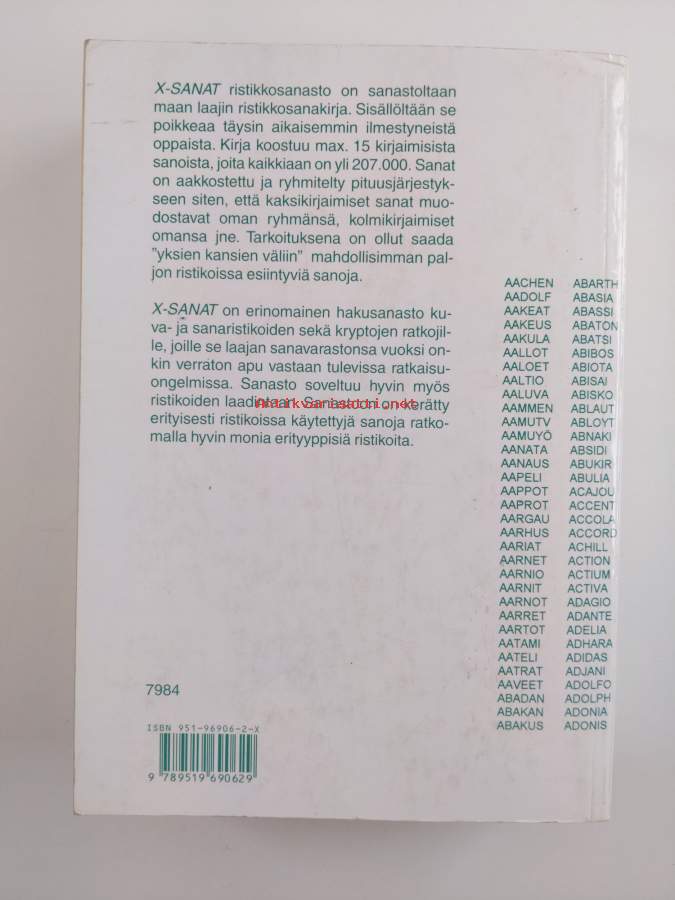 X-SANAT ristikkosanasto on sanastoltaan
maan laajin ristikkosanakirja. Sisällöltään se
poikkeaa täysin aikaisemmin ilmestyneistä
oppaista. Kirja koostuu max. 15 kirjaimisista
sanoista, joita kaikkiaan on yli 207.000. Sanat
on aakkostettu ja ryhmitelty pituusjärjestyk-
seen siten, että kaksikirjaimiset sanat muo-
dostavat oman ryhmänsä, kolmikirjaimiset
omansa jne. Tarkoituksena on ollut saada
"yksien kansien väliin" mahdollisimman pal-
jon ristikoissa esiintyviä sanoja.
X-SANAT on erinomainen hakusanasto ku-
va- ja sanaristikoiden sekä kryptojen ratkojil-
le, joille se laajan sanavarastonsa vuoksi on-
kin verraton apu vastaan tulevissa ratkaisu-
ongelmissa. Sanasto soveltuu hyvin myös
ristikoiden laadintaan. Sanastoon on kerätty
erityisesti ristikoissa käytettyjä sanoja ratko-
malla hyvin monia erityyppisiä ristikoita.
antikvariaatti.net
AACHEN ABARTH
AADOLF ABASIA
AAKEAT ABASSI
AAKEUS ABATON
AAKULA ABATSI
AALLOT ABIBOS
AALOET ABIOTA
AALTIO ABISAI
AALUVA ABISKO
AAMMEN ABLAUT
AAMUTV ABLOYT
AAMUYÖ ABNAKI
AANATA ABSIDI
AANAUS ABUKIR
AAPELI ABULIA
AAPPOT ACAJOU
AAPROT ACCENT
AARGAU ACCOLA
AARHUS ACCORD
AARIAT ACHILL
AARNET ACTION
AARNIO ACTIUM
AARNIT ACTIVA
AARNOT ADAGIO
AARRET ADANTE
AARTOT ADELIA
AATAMI ADHARA
AATELI ADIDAS
AATRAT ADJANI
AAVEET ADOLFO
ABADAN ADOLPH
ABAKAN ADONIA
ABAKUS ADONIS
7984
ISBN 951-96906-2-X
9 789519 690629